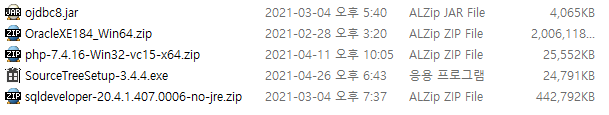 ojdbc8.jar 2021-03-04 오후 5:40 ALZip JAR File 4,065KB
OracleXE184_Win64.zip 2021-02-28 오후 3:20 ALZip ZIP File 2,006,118...
php-7.4.16-Win32-vc15-x64.zip 2021-04-11 오후 10:05 ALZip ZIP File 25,552KB
SourceTreeSetup-3.4.4.exe 2021-04-26 오후 6:43 응용 프로그램 24,791KB
sqldeveloper-20.4.1.407.0006-no-jre.zip 2021-03-04 오후 7:37 ALZip ZIP File 442,792KB